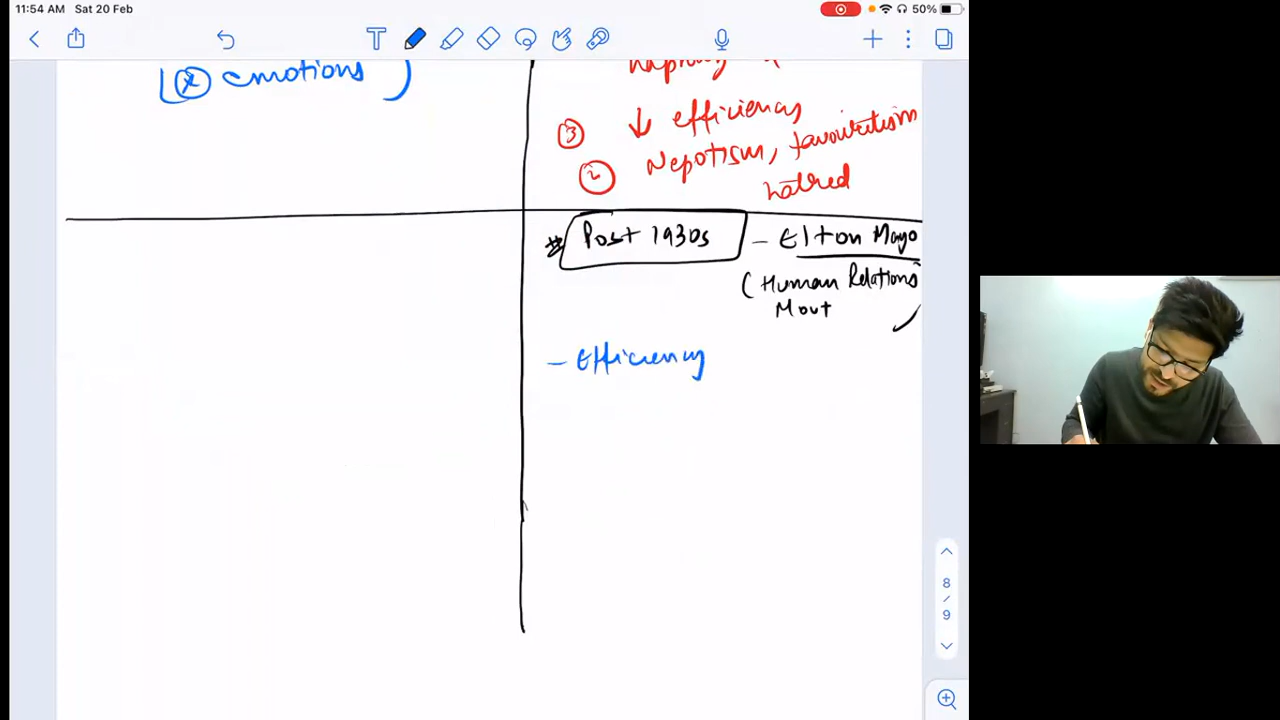 11:54 AM Sat 20 Feb
50%
T
x emotions
3 ↓ efficiency
2 Nepotism, favouritism
hatred
# Post 1930s - Elton Mayo
(Human Relations
Movt
- Efficiency
8
/
9